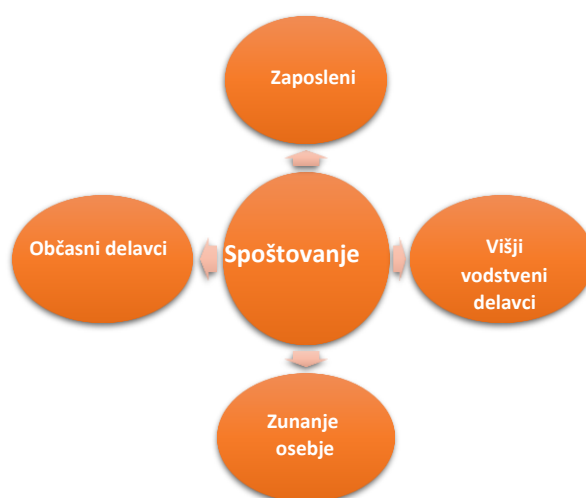 Zaposleni
Občasni delavci
Spoštovanje
Višji
vodstveni
delavci
Zunanje
osebje